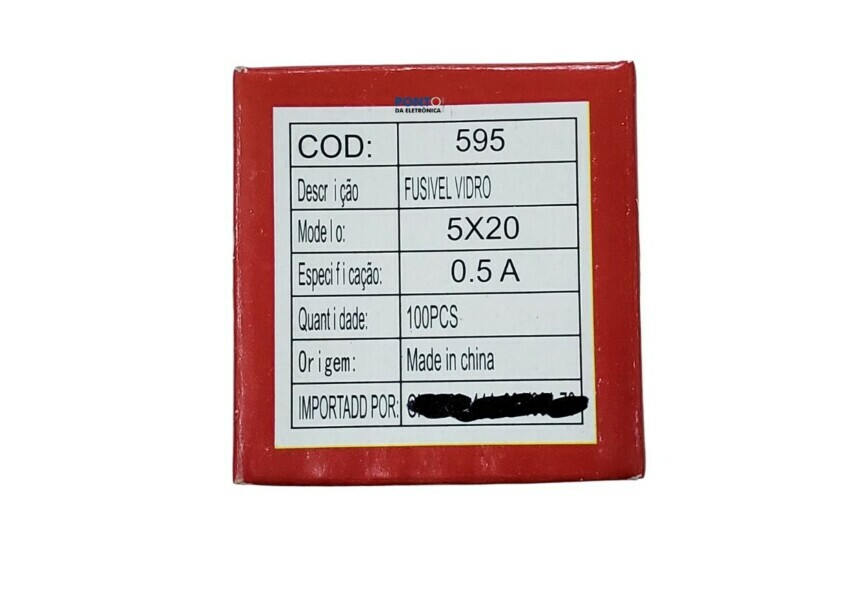 PONTO
DA ELETRÔNICA
COD: 595
Descrição FUSIVEL VIDRO
Modelo: 5X20
Especificação: 0.5 A
Quantidade: 100PCS
Origem: Made in china
IMPORTADD POR: